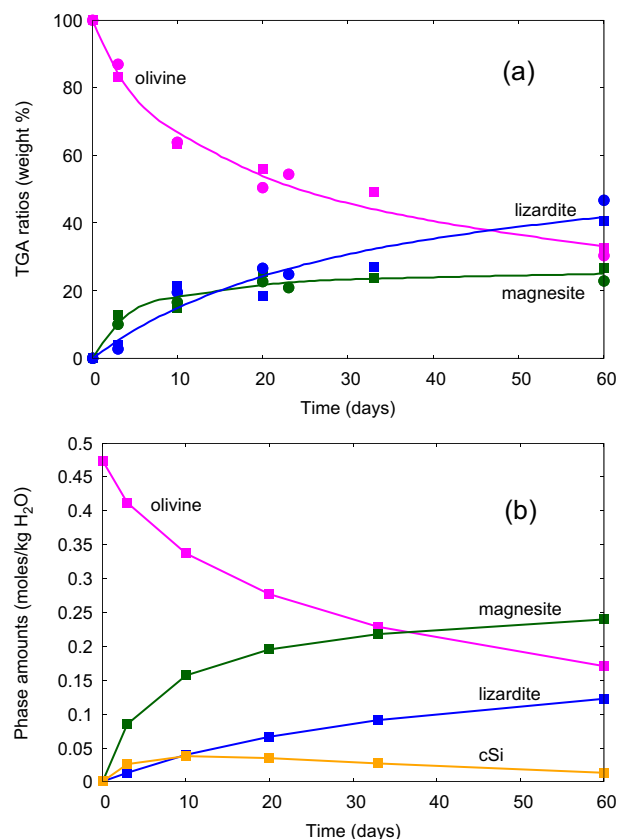 100
80
60
40
20
0
TGA ratios (weight %)
(a)
olivine
lizardite
magnesite
0 10 20 30 40 50 60
Time (days)
0.5
0.45
0.4
0.35
0.3
0.25
0.2
0.15
0.1
0.05
0
Phase amounts (moles/kg H₂O)
(b)
olivine
magnesite
lizardite
cSi
0 10 20 30 40 50 60
Time (days)